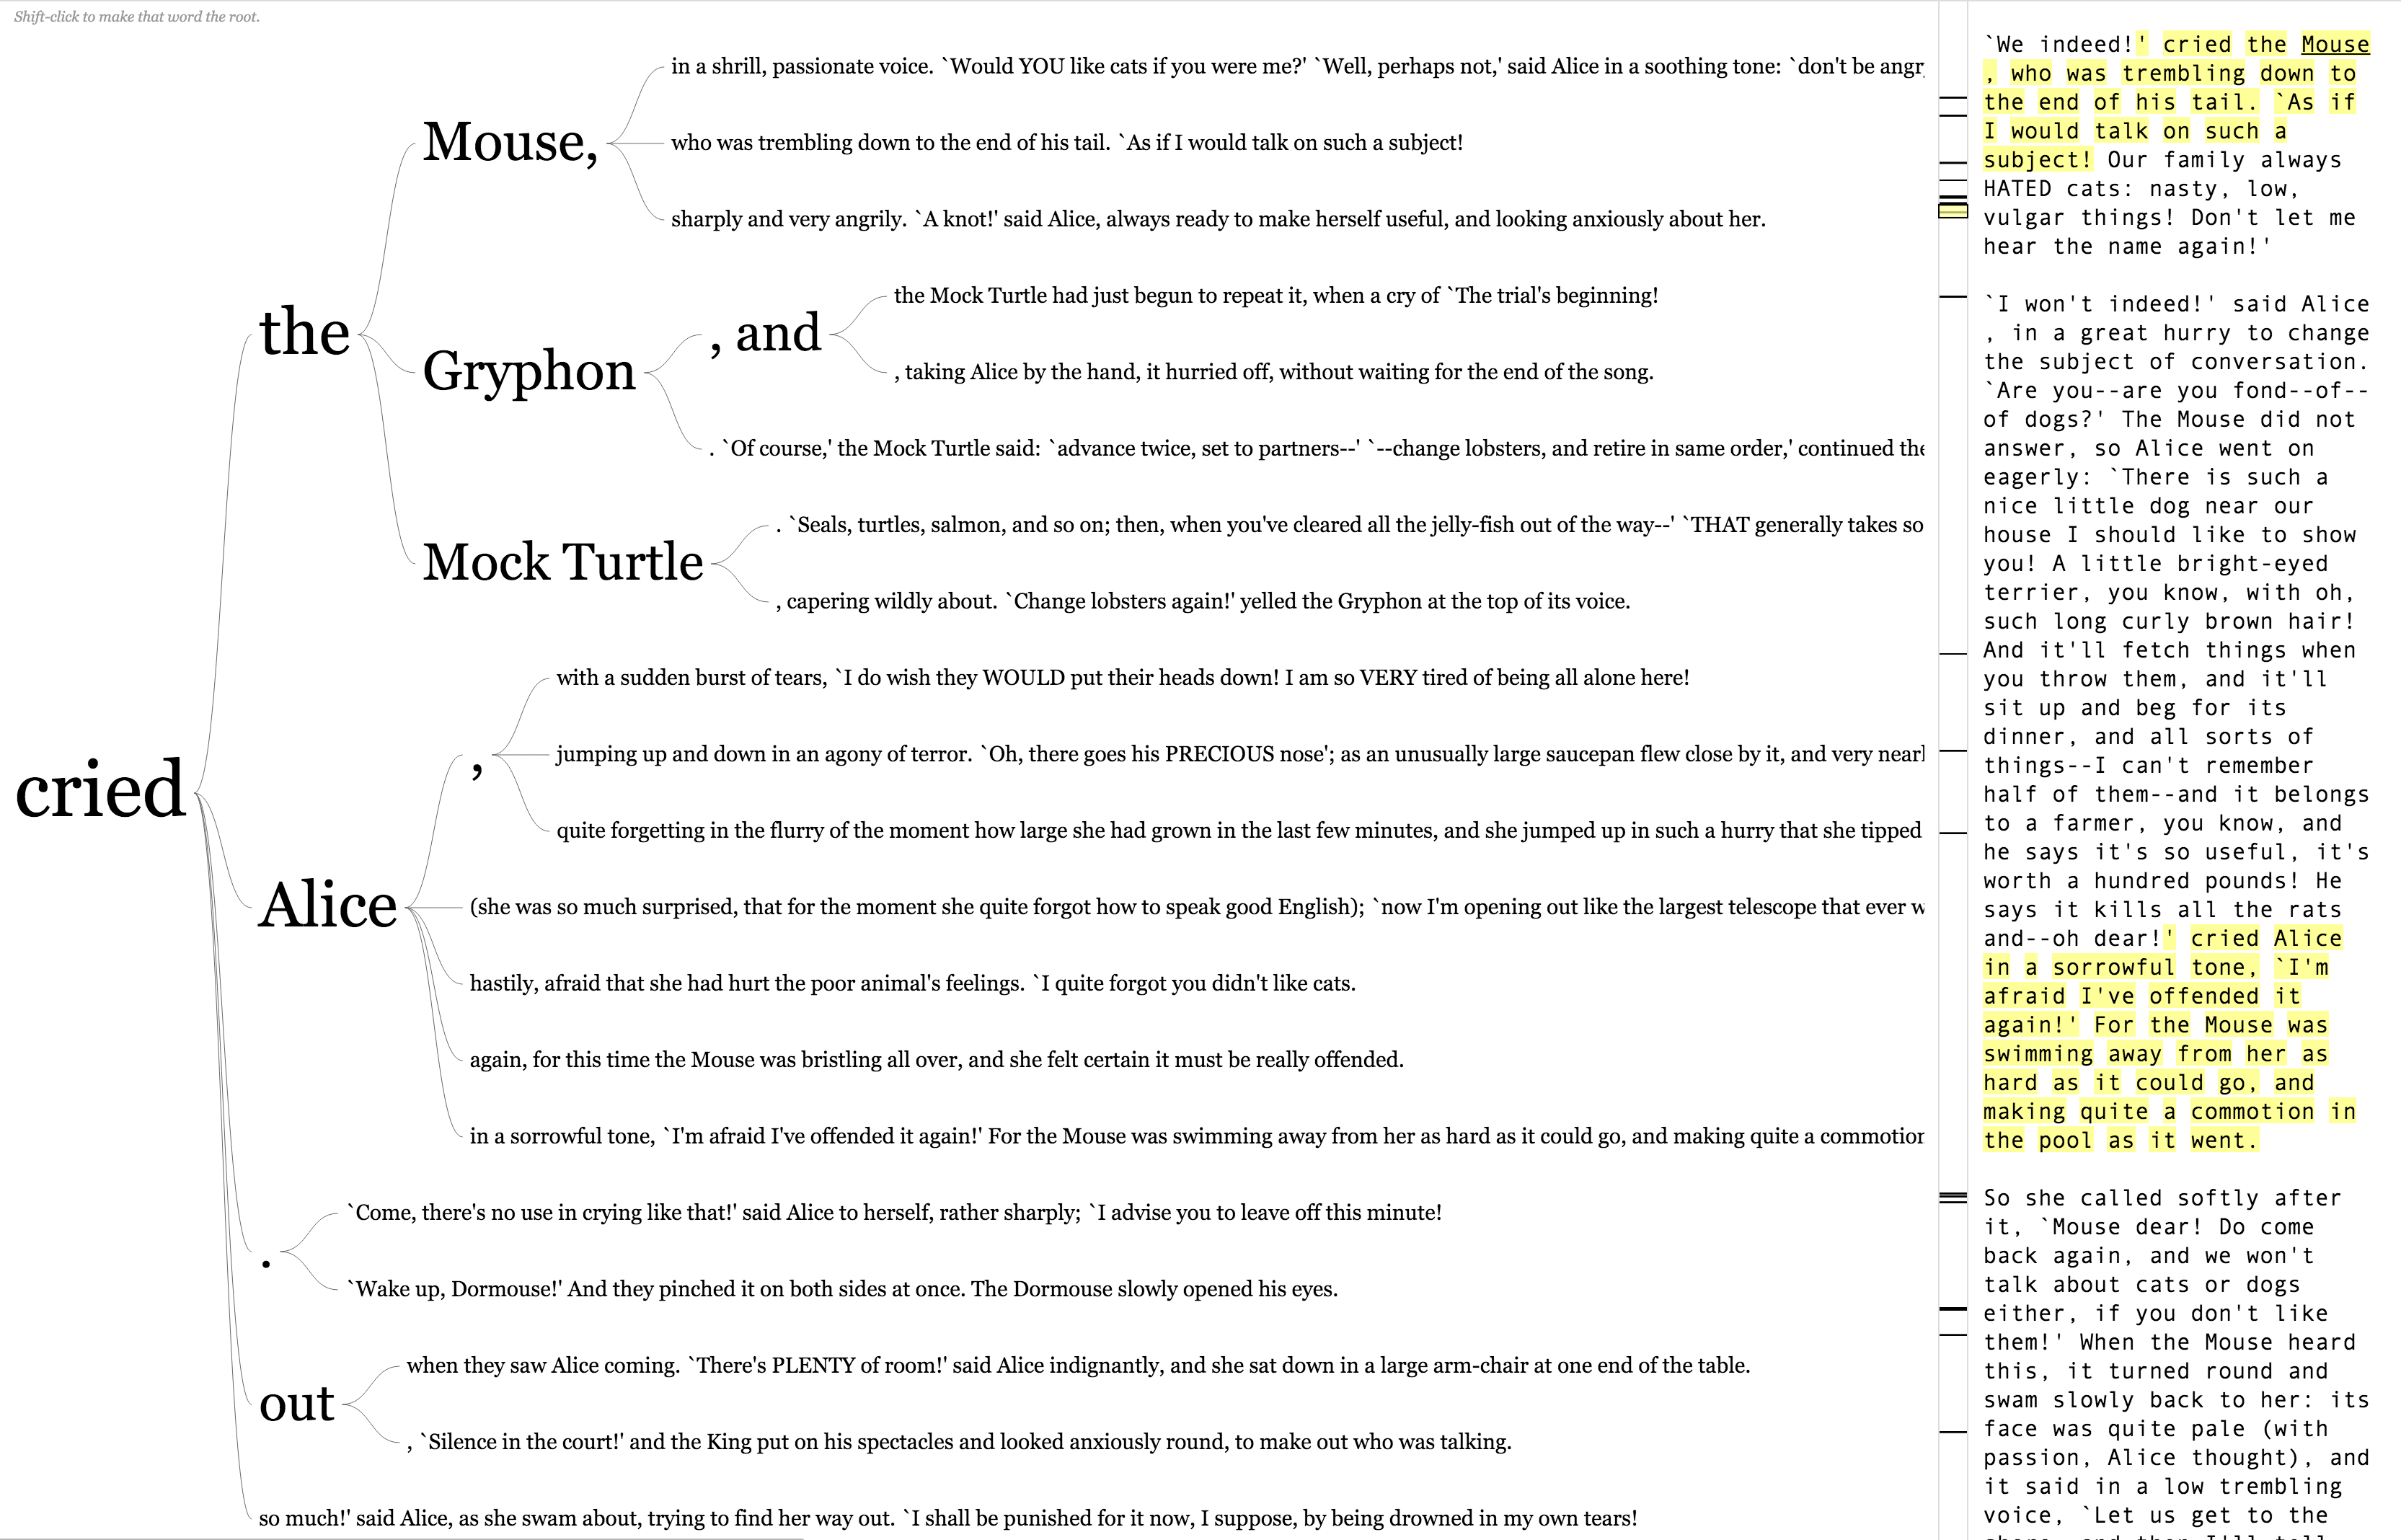 Shift-click to make that word the root.
cried
the
Mouse,
in a shrill, passionate voice. `Would YOU like cats if you were me?' `Well, perhaps not,' said Alice in a soothing tone: `don't be angry
who was trembling down to the end of his tail. `As if I would talk on such a subject!
sharply and very angrily. `A knot!' said Alice, always ready to make herself useful, and looking anxiously about her.
Gryphon
, and
the Mock Turtle had just begun to repeat it, when a cry of `The trial's beginning!
, taking Alice by the hand, it hurried off, without waiting for the end of the song.
. `Of course,' the Mock Turtle said: `advance twice, set to partners--' `--change lobsters, and retire in same order,' continued the
Mock Turtle
. `Seals, turtles, salmon, and so on; then, when you've cleared all the jelly-fish out of the way--' `THAT generally takes so
, capering wildly about. `Change lobsters again!' yelled the Gryphon at the top of its voice.
Alice
,
with a sudden burst of tears, `I do wish they WOULD put their heads down! I am so VERY tired of being all alone here!
jumping up and down in an agony of terror. `Oh, there goes his PRECIOUS nose'; as an unusually large saucepan flew close by it, and very nearl
quite forgetting in the flurry of the moment how large she had grown in the last few minutes, and she jumped up in such a hurry that she tipped
(she was so much surprised, that for the moment she quite forgot how to speak good English); `now I'm opening out like the largest telescope that ever w
hastily, afraid that she had hurt the poor animal's feelings. `I quite forgot you didn't like cats.
again, for this time the Mouse was bristling all over, and she felt certain it must be really offended.
in a sorrowful tone, `I'm afraid I've offended it again!' For the Mouse was swimming away from her as hard as it could go, and making quite a commotion
.
`Come, there's no use in crying like that!' said Alice to herself, rather sharply; `I advise you to leave off this minute!
`Wake up, Dormouse!' And they pinched it on both sides at once. The Dormouse slowly opened his eyes.
out
when they saw Alice coming. `There's PLENTY of room!' said Alice indignantly, and she sat down in a large arm-chair at one end of the table.
, `Silence in the court!' and the King put on his spectacles and looked anxiously round, to make out who was talking.
so much!' said Alice, as she swam about, trying to find her way out. `I shall be punished for it now, I suppose, by being drowned in my own tears!
`We indeed!' cried the Mouse
, who was trembling down to
the end of his tail. `As if
I would talk on such a
subject! Our family always
HATED cats: nasty, low,
vulgar things! Don't let me
hear the name again!'
`I won't indeed!' said Alice
, in a great hurry to change
the subject of conversation.
`Are you--are you fond--of--
of dogs?' The Mouse did not
answer, so Alice went on
eagerly: `There is such a
nice little dog near our
house I should like to show
you! A little bright-eyed
terrier, you know, with oh,
such long curly brown hair!
And it'll fetch things when
you throw them, and it'll
sit up and beg for its
dinner, and all sorts of
things--I can't remember
half of them--and it belongs
to a farmer, you know, and
he says it's so useful, it's
worth a hundred pounds! He
says it kills all the rats
and--oh dear!' cried Alice
in a sorrowful tone, `I'm
afraid I've offended it
again!' For the Mouse was
swimming away from her as
hard as it could go, and
making quite a commotion in
the pool as it went.
So she called softly after
it, `Mouse dear! Do come
back again, and we won't
talk about cats or dogs
either, if you don't like
them!' When the Mouse heard
this, it turned round and
swam slowly back to her: its
face was quite pale (with
passion, Alice thought), and
it said in a low trembling
voice, `Let us get to the